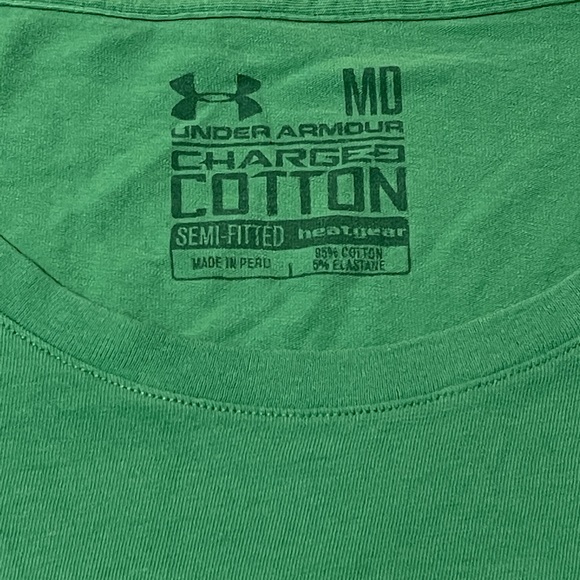 MD
UNDER ARMOUR
CHARGED
COTTON
SEMI-FITTED heatgear
MADE IN PERU
95% COTTON
5% ELASTANE